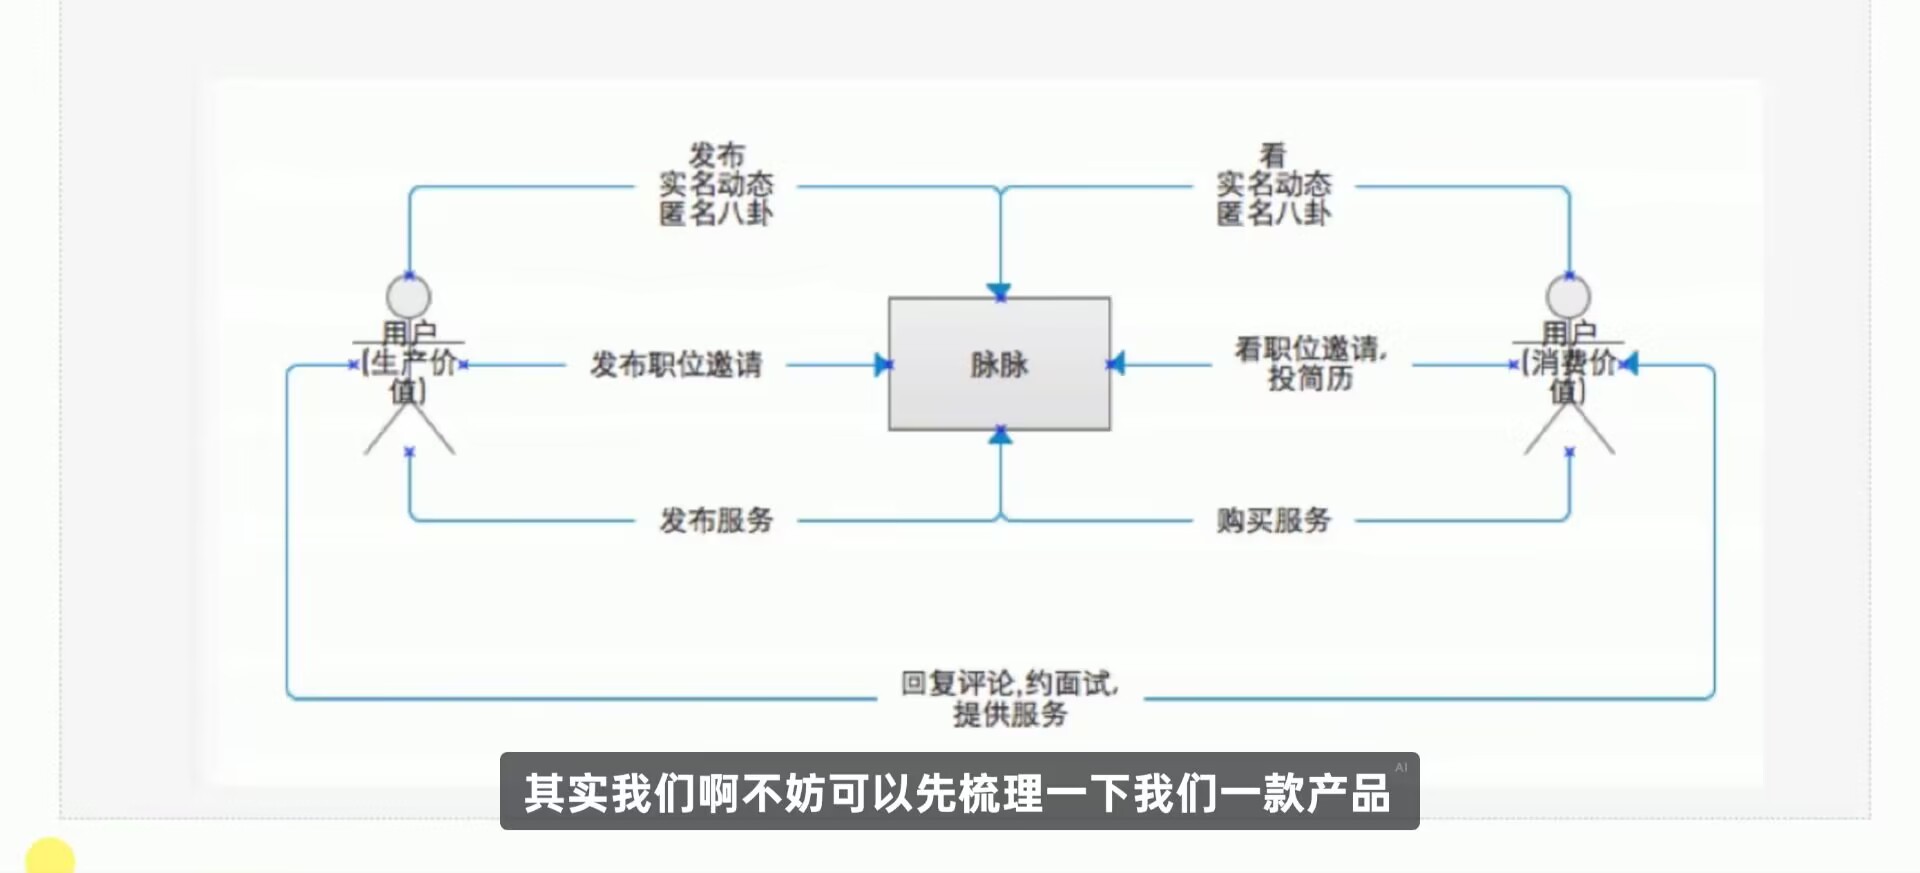 发布
实名动态
匿名八卦
看
实名动态
匿名八卦
用户
(生产价
值)
发布职位邀请
脉脉
看职位邀请,
投简历
用户
(消费价
值)
发布服务
购买服务
回复评论,约面试,
提供服务
AI
其实我们啊不妨可以先梳理一下我们一款产品